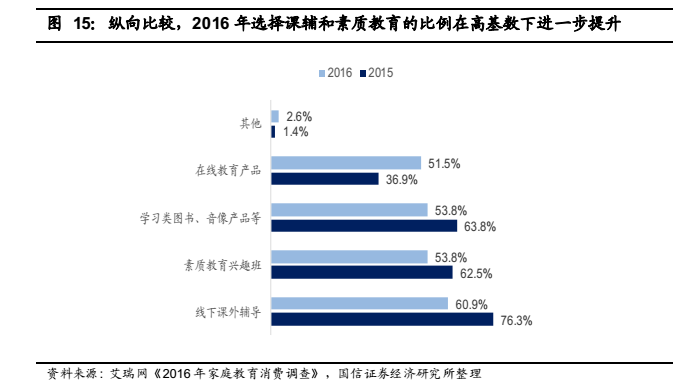 图 15：纵向比较，2016 年选择课辅和素质教育的比例在高基数下进一步提升
2016 2015
其他 2.6% 1.4%
在线教育产品 51.5% 36.9%
学习类图书、音像产品等 53.8% 63.8%
素质教育兴趣班 53.8% 62.5%
线下课外辅导 60.9% 76.3%
资料来源：艾瑞网《2016 年家庭教育消费调查》，国信证券经济研究所整理